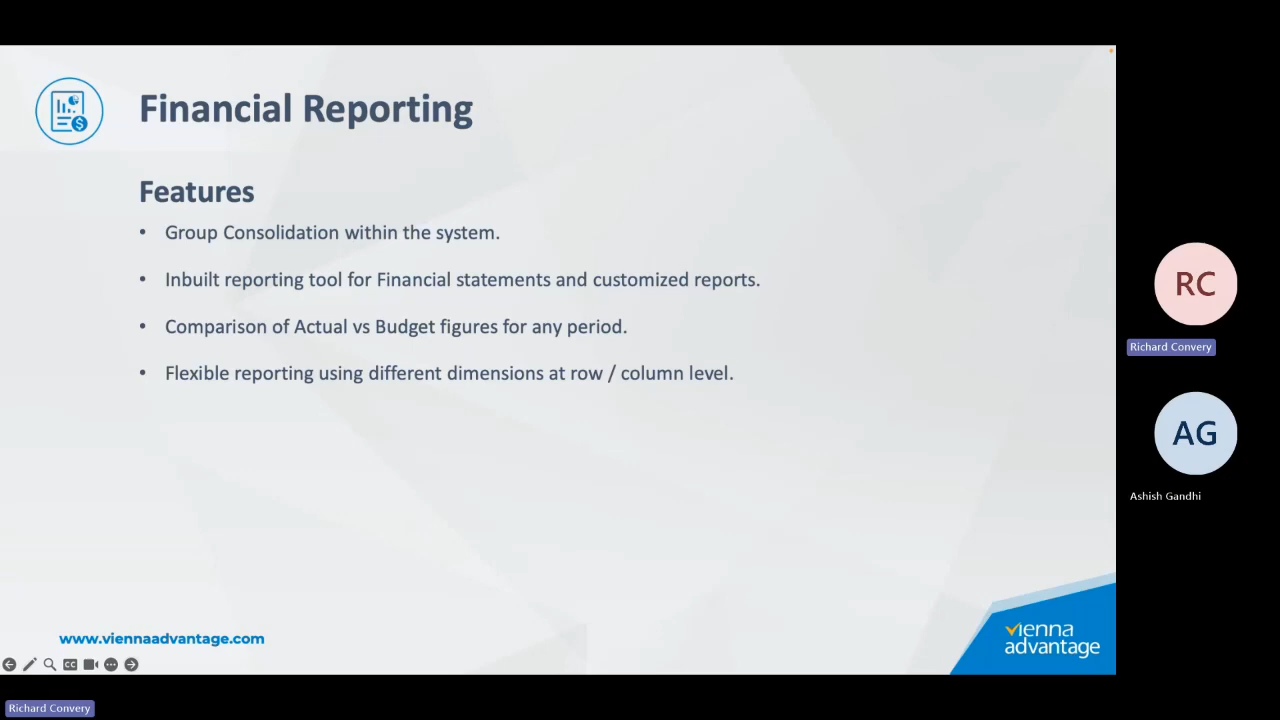 Financial Reporting
Features
• Group Consolidation within the system.
• Inbuilt reporting tool for Financial statements and customized reports.
• Comparison of Actual vs Budget figures for any period.
• Flexible reporting using different dimensions at row / column level.
www.viennaadvantage.com
vienna
advantage
CC
RC
Richard Convery
AG
Ashish Gandhi
Richard Convery